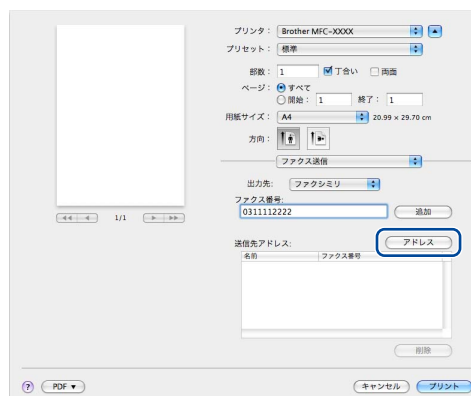 プリンタ： Brother MFC-XXXX
プリセット： 標準
部数： 1 丁合い 両面
ページ： すべて
開始： 1 終了： 1
用紙サイズ： A4 20.99 × 29.70 cm
方向：
ファクス送信
出力先： ファクシミリ
ファクス番号：
0311112222 追加
1/1
送信先アドレス： アドレス
名前 ファクス番号
削除
? PDF ▼ キャンセル プリント